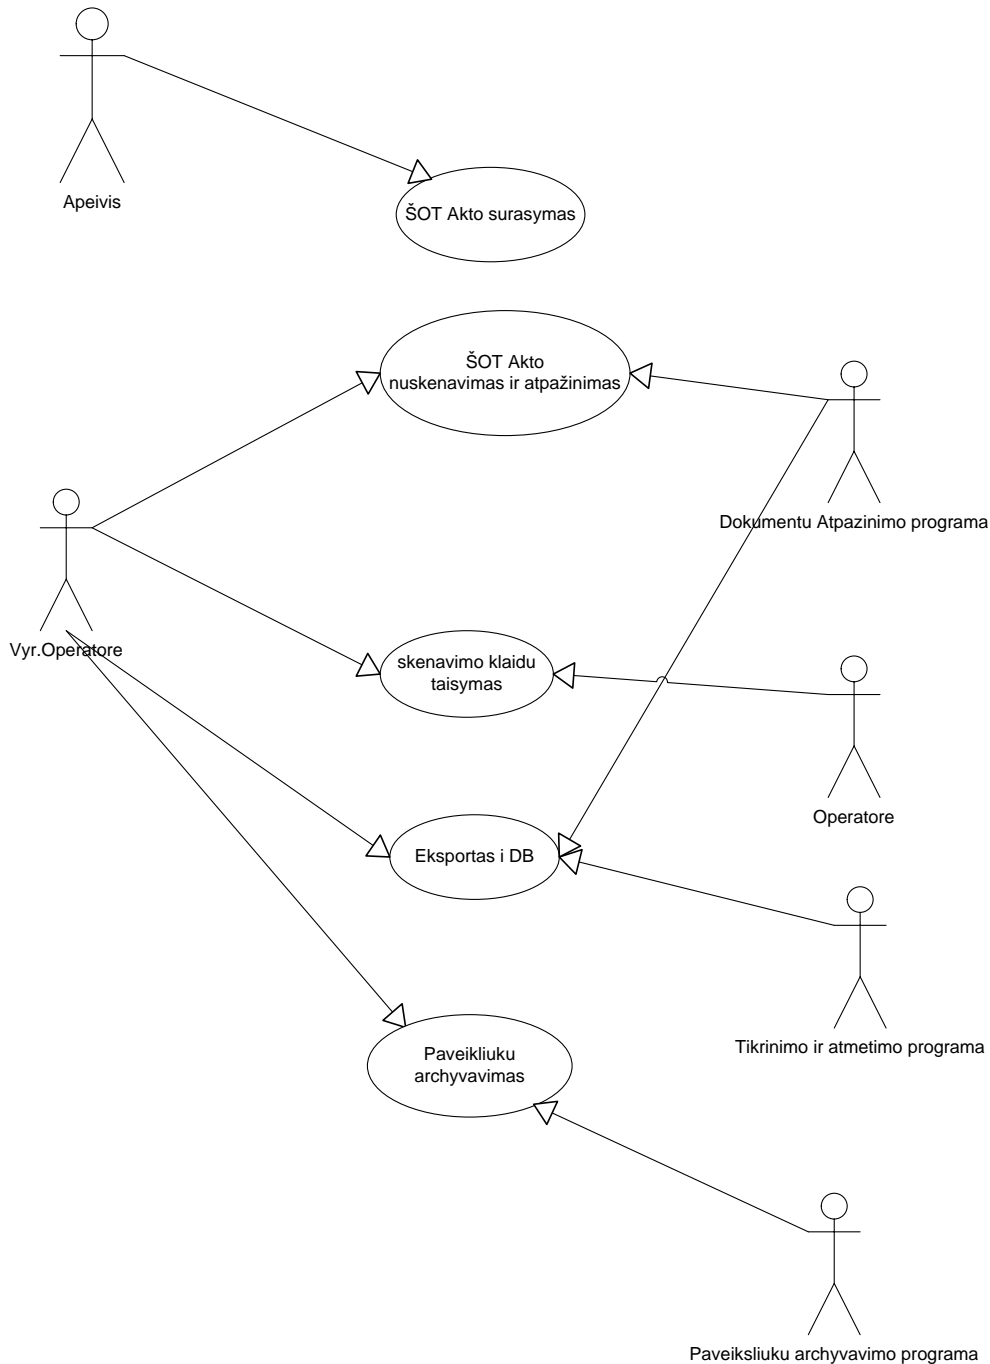 Apeivis
ŠOT Akto surasymas
ŠOT Akto
nuskenavimas ir atpažinimas
Dokumentu Atpazinimo programa
Vyr.Operatore
skenavimo klaidu
taisymas
Operatore
Eksportas i DB
Tikrinimo ir atmetimo programa
Paveikliuku
archyvavimas
Paveiksliuku archyvavimo programa